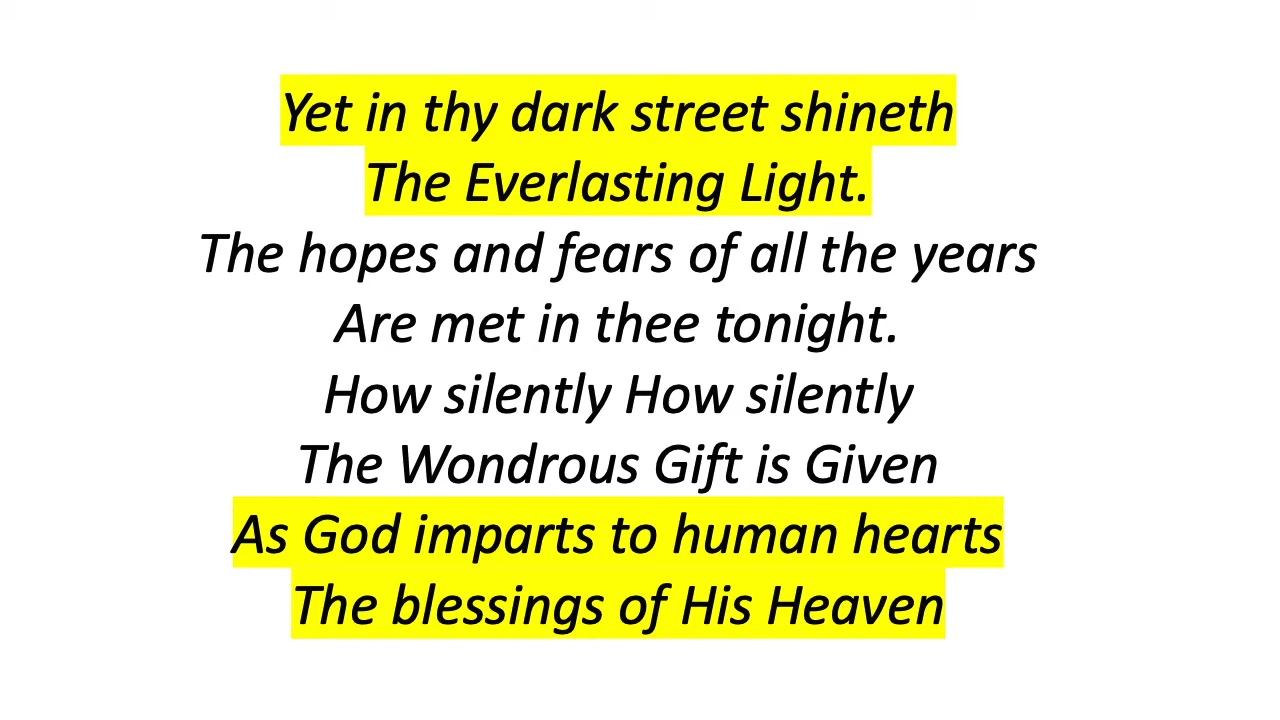 Yet in thy dark street shineth
The Everlasting Light.
The hopes and fears of all the years
Are met in thee tonight.
How silently How silently
The Wondrous Gift is Given
As God imparts to human hearts
The blessings of His Heaven